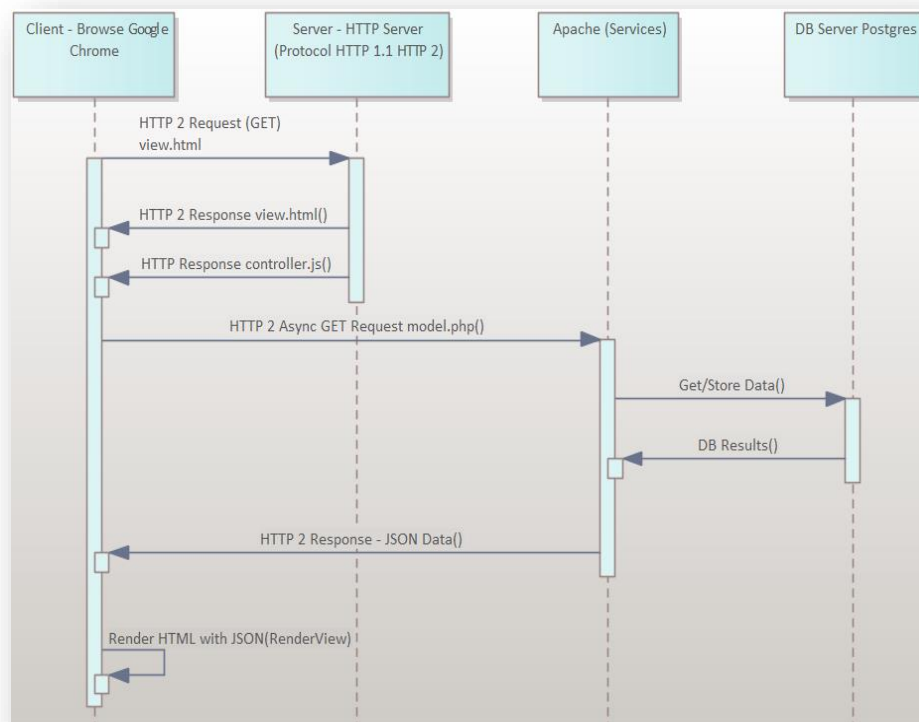 Client - Browse Google
Chrome
Server - HTTP Server
(Protocol HTTP 1.1 HTTP 2)
Apache (Services)
DB Server Postgres
HTTP 2 Request (GET)
view.html
HTTP 2 Response view.html()
HTTP Response controller.js()
HTTP 2 Async GET Request model.php()
Get/Store Data()
DB Results()
HTTP 2 Response - JSON Data()
Render HTML with JSON(RenderView)